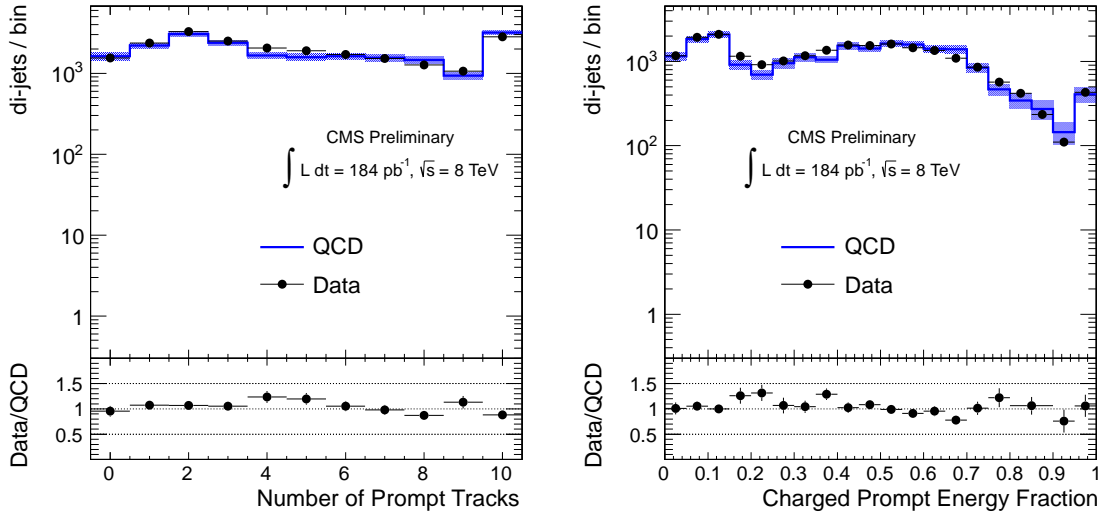 di-jets / bin
10³
10²
10
1
CMS Preliminary
∫ L dt = 184 pb⁻¹, √s = 8 TeV
QCD
Data
Data/QCD
1.5
1
0.5
0 2 4 6 8 10
Number of Prompt Tracks
di-jets / bin
10³
10²
10
1
CMS Preliminary
∫ L dt = 184 pb⁻¹, √s = 8 TeV
QCD
Data
Data/QCD
1.5
1
0.5
0 0.1 0.2 0.3 0.4 0.5 0.6 0.7 0.8 0.9 1
Charged Prompt Energy Fraction